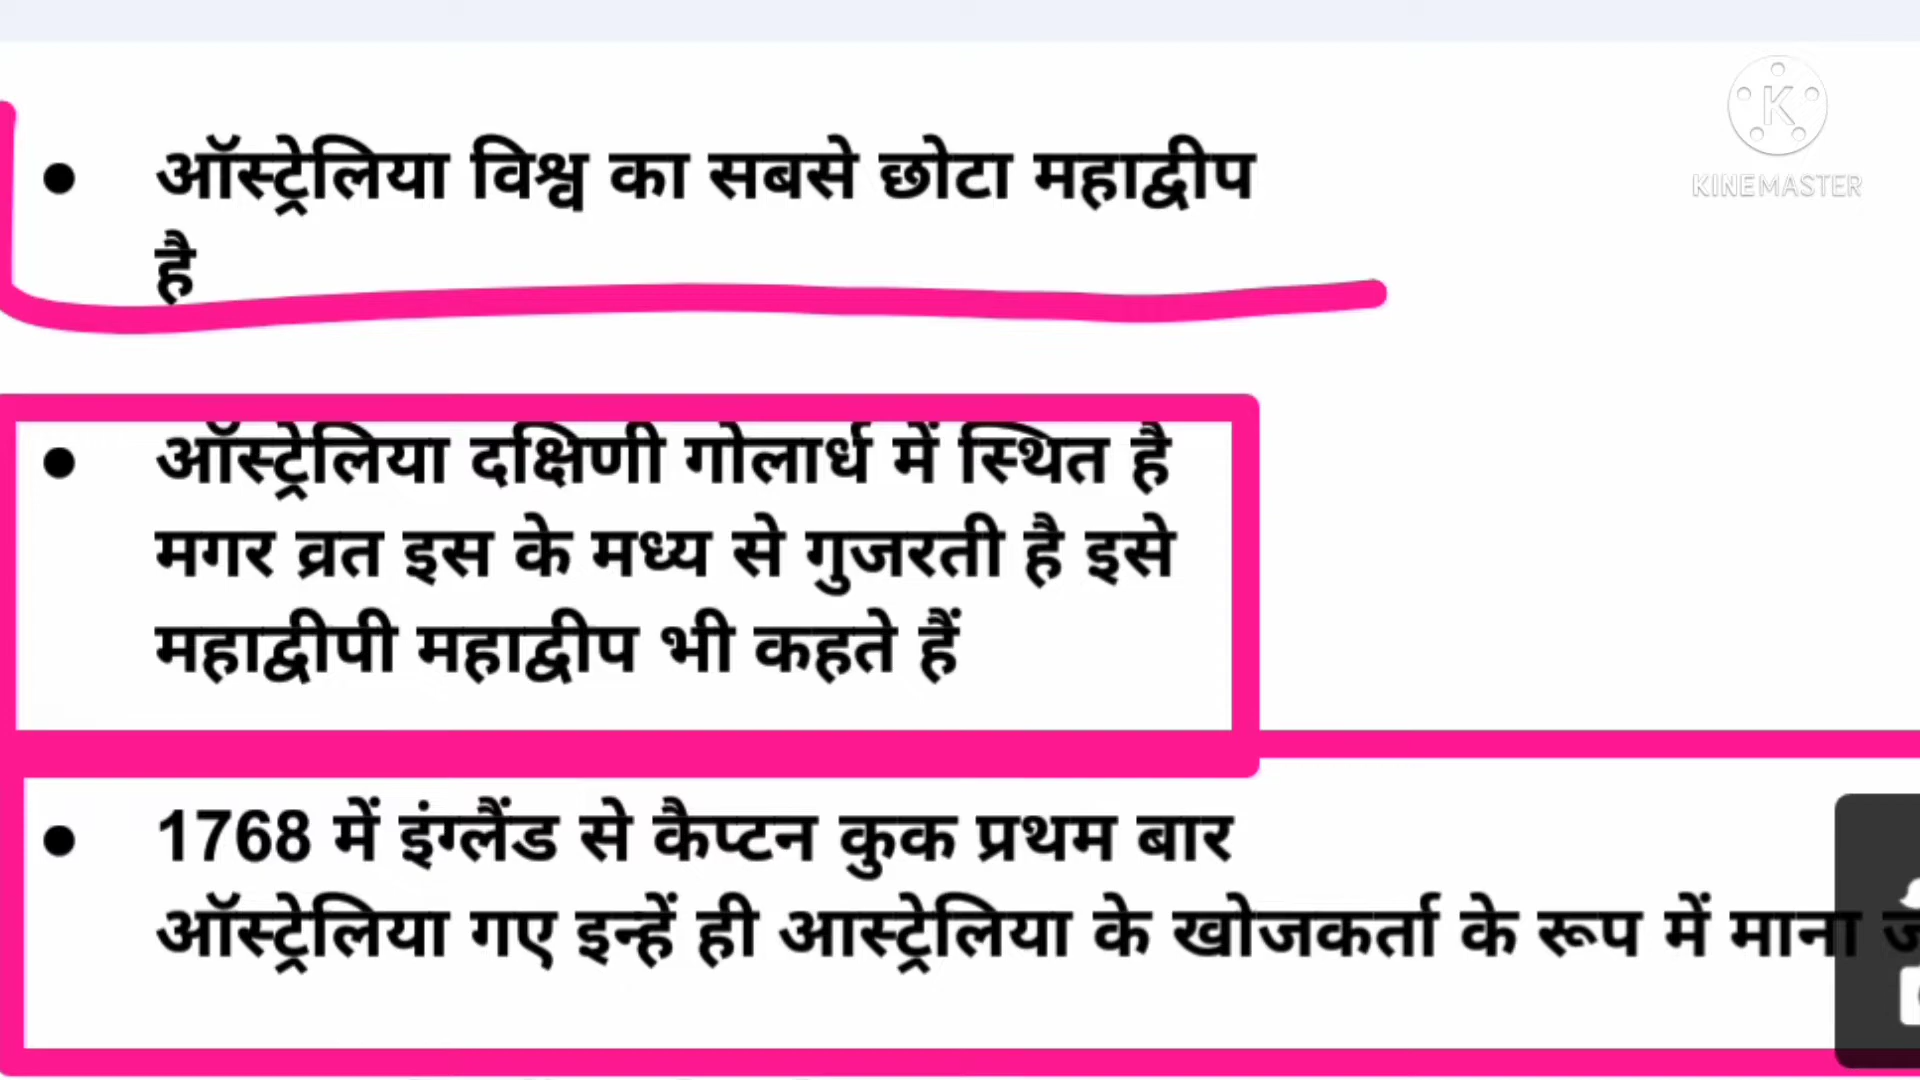 KINEMASTER
• ऑस्ट्रेलिया विश्व का सबसे छोटा महाद्वीप
है
• ऑस्ट्रेलिया दक्षिणी गोलार्ध में स्थित है
मगर व्रत इस के मध्य से गुजरती है इसे
महाद्वीपी महाद्वीप भी कहते हैं
• 1768 में इंग्लैंड से कैप्टन कुक प्रथम बार
ऑस्ट्रेलिया गए इन्हें ही आस्ट्रेलिया के खोजकर्ता के रूप में माना